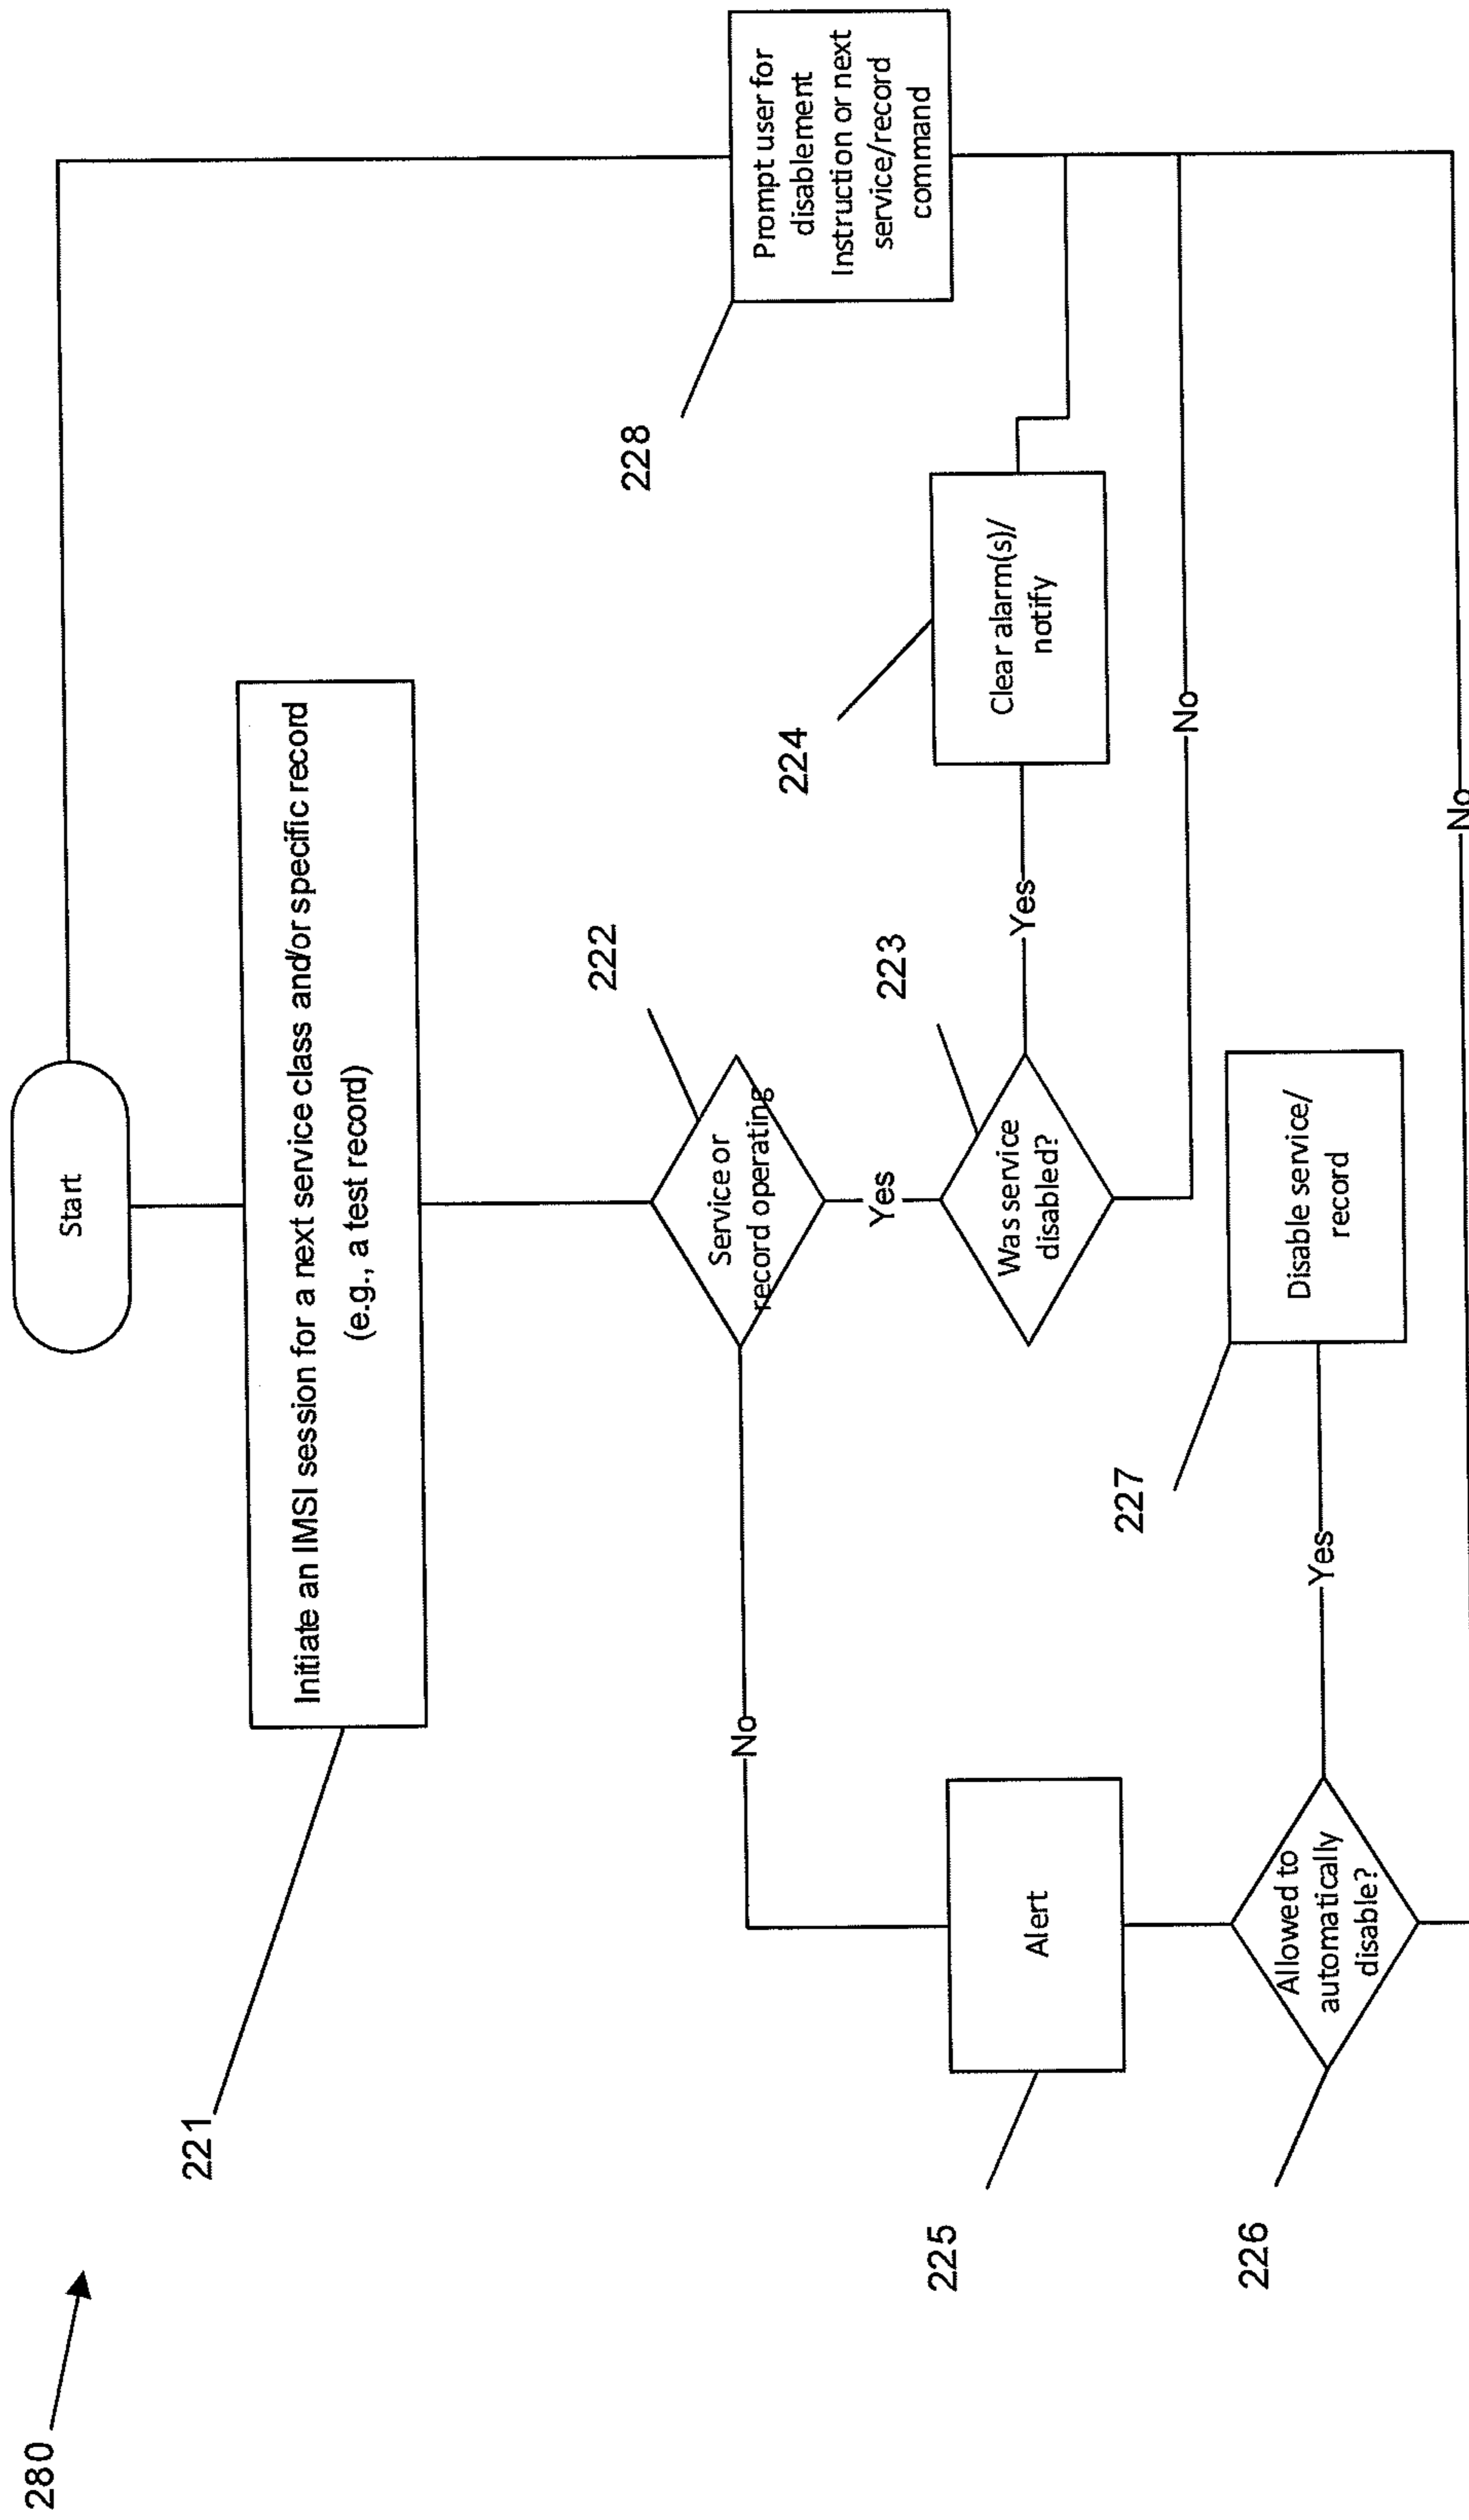 280
Start
221
Initiate an IMSI session for a next service class and/or specific record
(e.g., a test record)
222
Service or
record operating
No
Yes
223
Was service
disabled?
Yes
No
224
Clear alarm(s)/
notify
228
Prompt user for
disablement
Instruction or next
service/record
command
225
Alert
226
Allowed to
automatically
disable?
Yes
227
Disable service/
record
No